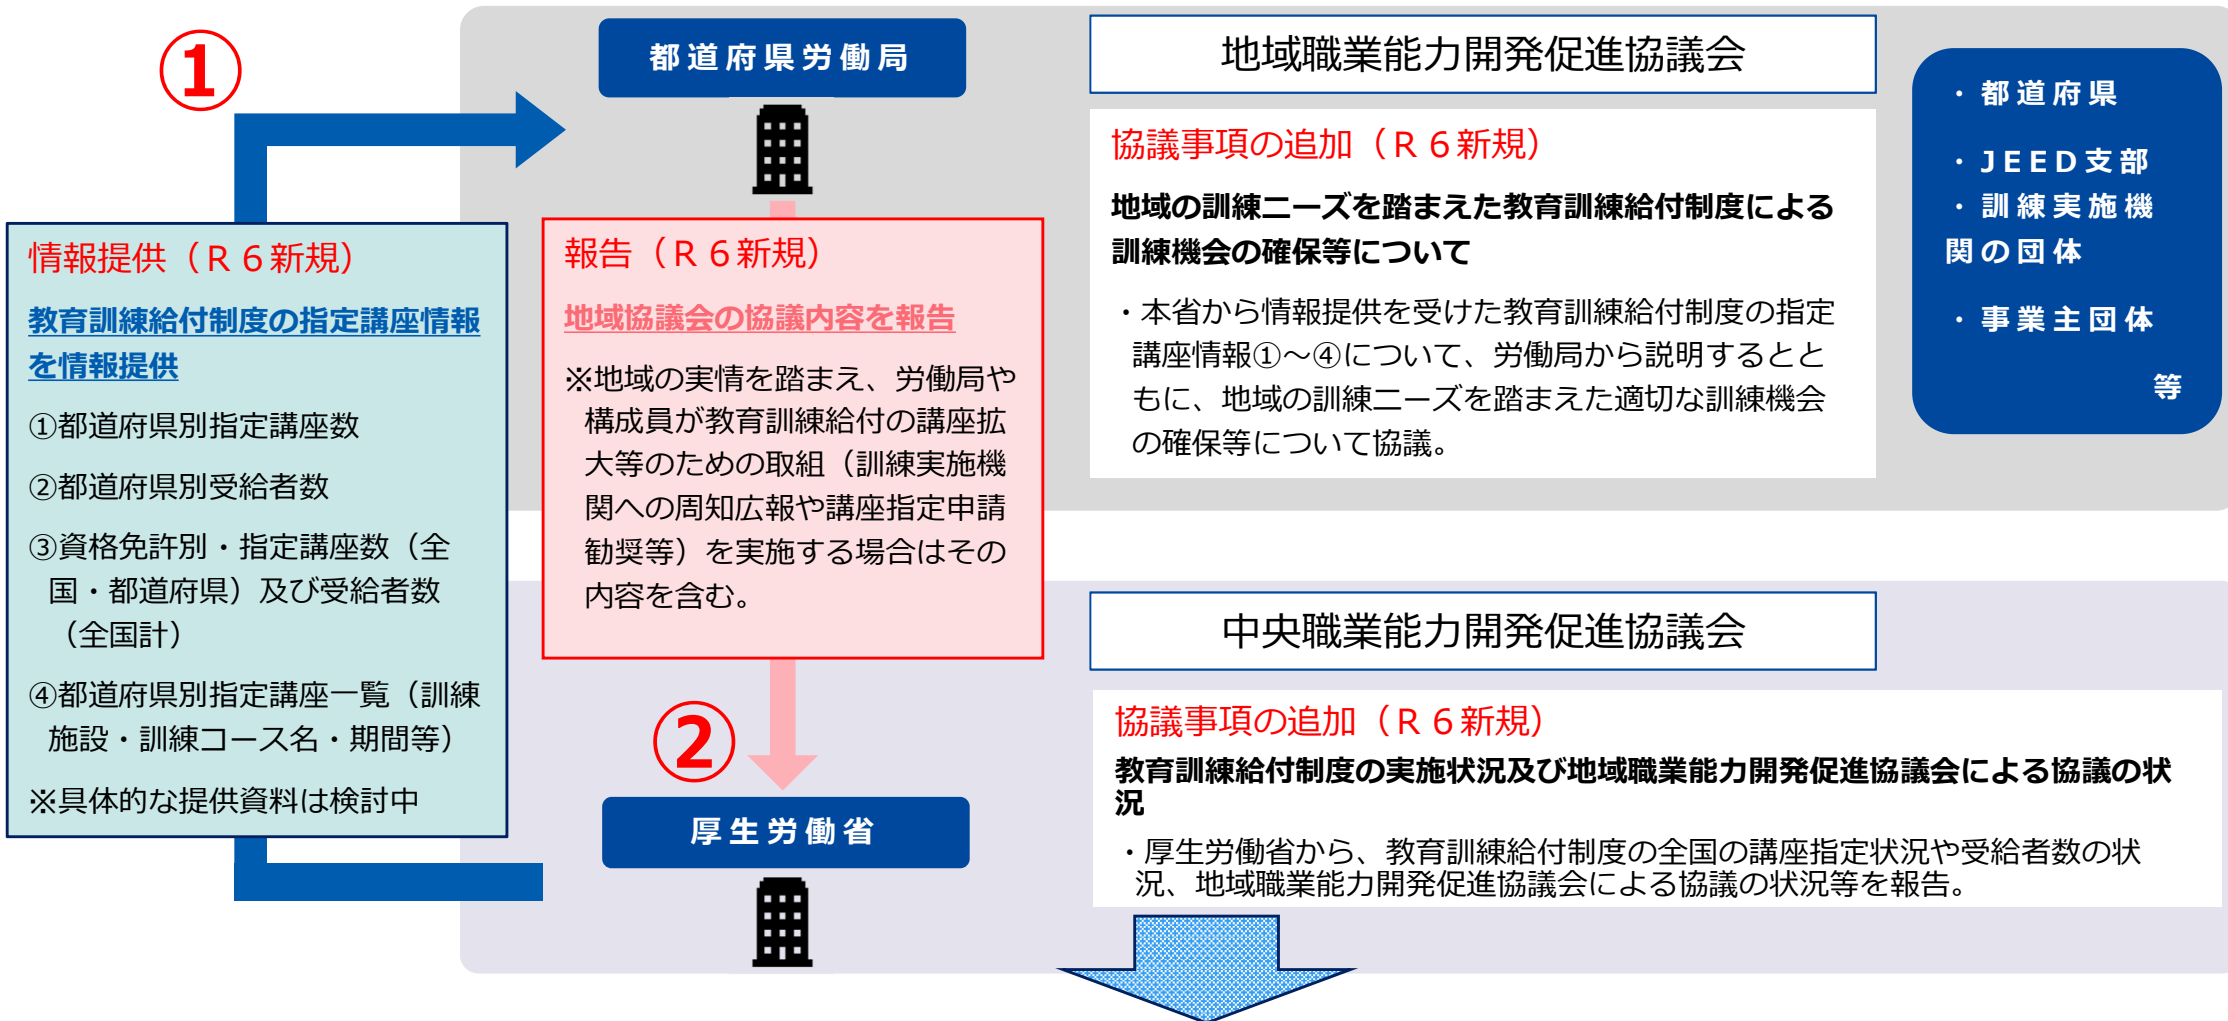 ①
都道府県労働局
地域職業能力開発促進協議会
協議事項の追加（Ｒ６新規）
地域の訓練ニーズを踏まえた教育訓練給付制度による
訓練機会の確保等について
・本省から情報提供を受けた教育訓練給付制度の指定
講座情報①～④について、労働局から説明するとと
もに、地域の訓練ニーズを踏まえた適切な訓練機会
の確保等について協議。
・都道府県
・JEED支部
・訓練実施機
関の団体
・事業主団体
等
情報提供（Ｒ６新規）
教育訓練給付制度の指定講座情報
を情報提供
①都道府県別指定講座数
②都道府県別受給者数
③資格免許別・指定講座数（全
国・都道府県）及び受給者数
（全国計）
④都道府県別指定講座一覧（訓練
施設・訓練コース名・期間等）
※具体的な提供資料は検討中
報告（Ｒ６新規）
地域協議会の協議内容を報告
※地域の実情を踏まえ、労働局や
構成員が教育訓練給付の講座拡
大等のための取組（訓練実施機
関への周知広報や講座指定申請
勧奨等）を実施する場合はその
内容を含む。
②
厚生労働省
中央職業能力開発促進協議会
協議事項の追加（Ｒ６新規）
教育訓練給付制度の実施状況及び地域職業能力開発促進協議会による協議の状
況
・厚生労働省から、教育訓練給付制度の全国の講座指定状況や受給者数の状
況、地域職業能力開発促進協議会による協議の状況等を報告。